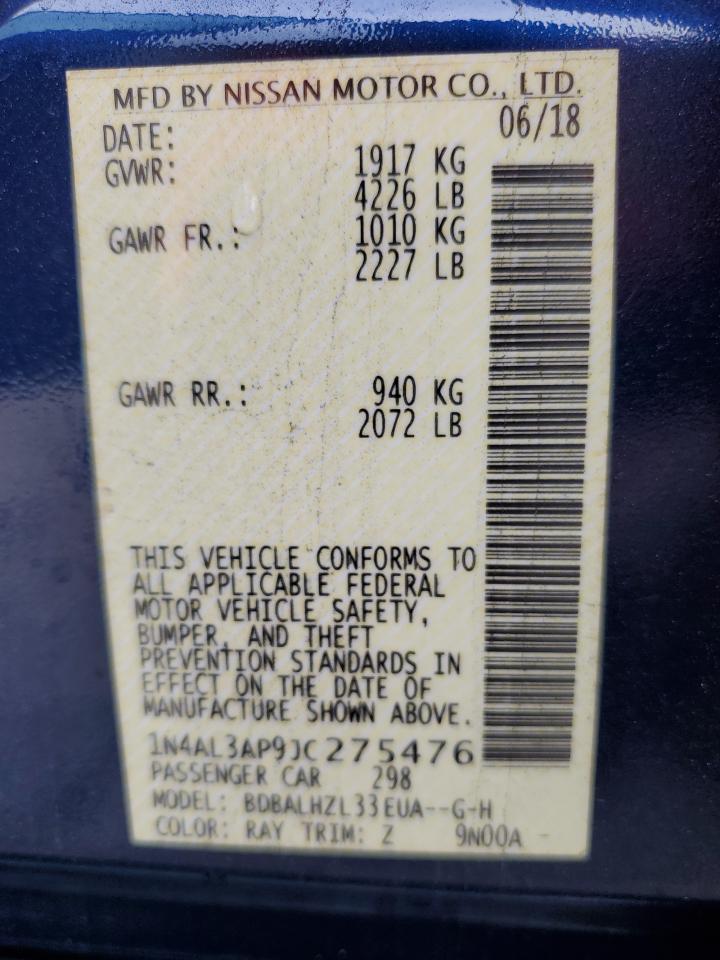 MFD BY NISSAN MOTOR CO., LTD.
DATE: 06/18
GVWR: 1917 KG
4226 LB
GAWR FR.: 1010 KG
2227 LB
GAWR RR.: 940 KG
2072 LB
THIS VEHICLE CONFORMS TO
ALL APPLICABLE FEDERAL
MOTOR VEHICLE SAFETY,
BUMPER, AND THEFT
PREVENTION STANDARDS IN
EFFECT ON THE DATE OF
MANUFACTURE SHOWN ABOVE.
1N4AL3AP9JC275476
PASSENGER CAR 298
MODEL: BDBALHZL33EUA--G-H
COLOR: RAY TRIM: Z 9N00A